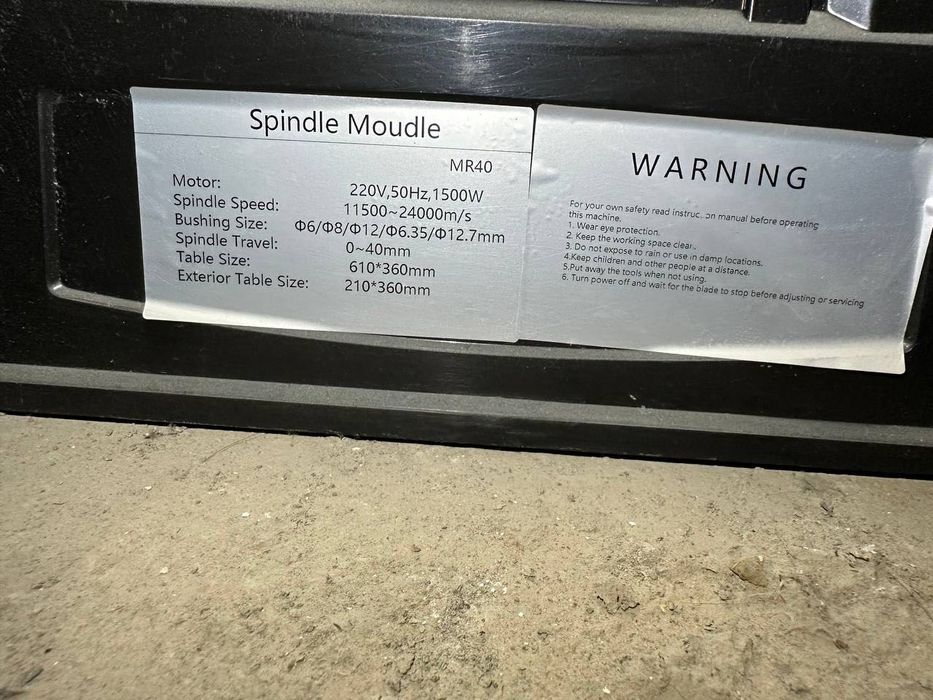 Spindle Moudle
MR40
Motor: 220V,50Hz,1500W
Spindle Speed: 11500~24000m/s
Bushing Size: Φ6/Φ8/Φ12/Φ6.35/Φ12.7mm
Spindle Travel: 0~40mm
Table Size: 610*360mm
Exterior Table Size: 210*360mm
WARNING
For your own safety read manual before operating
this machine.
1. Wear eye protection.
2. Keep the working space clear.
3. Do not expose to rain or use in damp locations.
4.Keep children and other people at a distance.
5.Put away the tools when not using.
6. Turn power off and wait for the blade to stop before adjusting or servicing